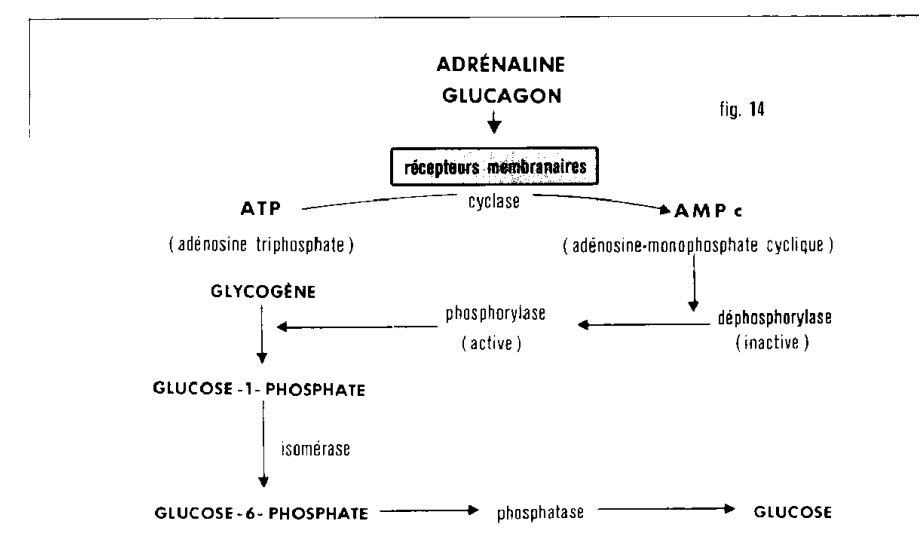 ADRÉNALINE
GLUCAGON
fig. 14
récepteurs membranaires
ATP
cyclase
AMP c
(adénosine triphosphate)
(adénosine-monophosphate cyclique)
GLYCOGÈNE
phosphorylase
(active)
déphosphorylase
(inactive)
GLUCOSE-1-PHOSPHATE
isomérase
GLUCOSE-6-PHOSPHATE
phosphatase
GLUCOSE